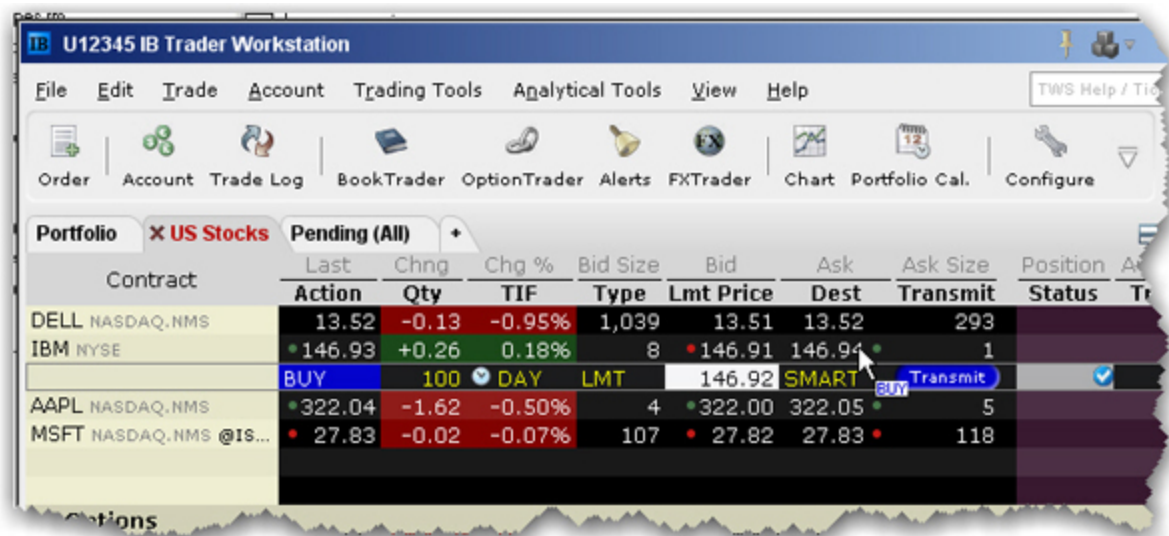 U12345 IB Trader Workstation
File Edit Trade Account Trading Tools Analytical Tools View Help TWS Help / Tic
Order Account Trade Log BookTrader OptionTrader Alerts FXTrader Chart Portfolio Cal. Configure
Portfolio US Stocks Pending (All) +
Contract
Last Chng Chg % Bid Size Bid Ask Ask Size Position
Action Qty TIF Type Lmt Price Dest Transmit Status
DELL NASDAQ.NMS 13.52 -0.13 -0.95% 1,039 13.51 13.52 293
IBM NYSE 146.93 +0.26 0.18% 8 146.91 146.94 1
BUY 100 DAY LMT 146.92 SMART BUY Transmit
AAPL NASDAQ.NMS 322.04 -1.62 -0.50% 4 322.00 322.05 5
MSFT NASDAQ.NMS @IS... 27.83 -0.02 -0.07% 107 27.82 27.83 118